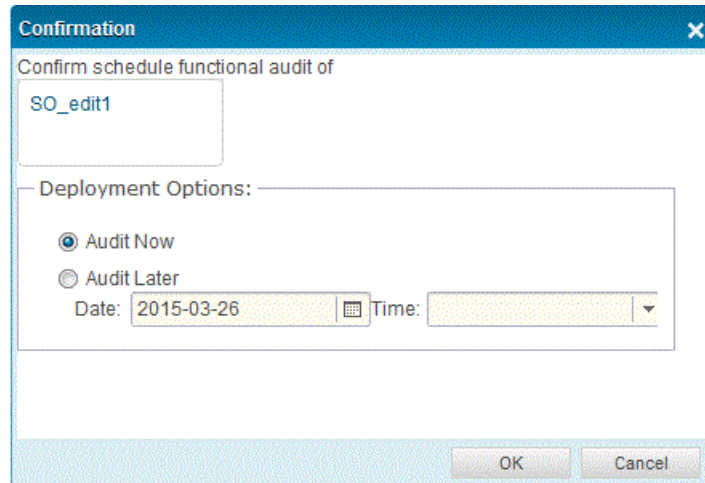 Confirmation
Confirm schedule functional audit of
SO_edit1
Deployment Options:
Audit Now
Audit Later
Date: 2015-03-26 Time:
OK Cancel